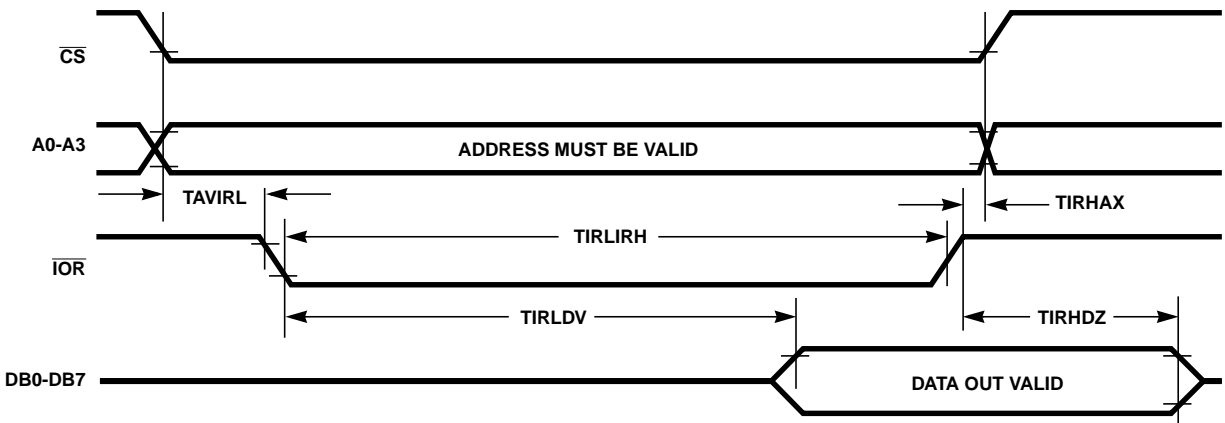 CS
A0-A3
ADDRESS MUST BE VALID
TAVIRL
TIRHAX
IOR
TIRLIRH
TIRLDV
TIRHDZ
DB0-DB7
DATA OUT VALID